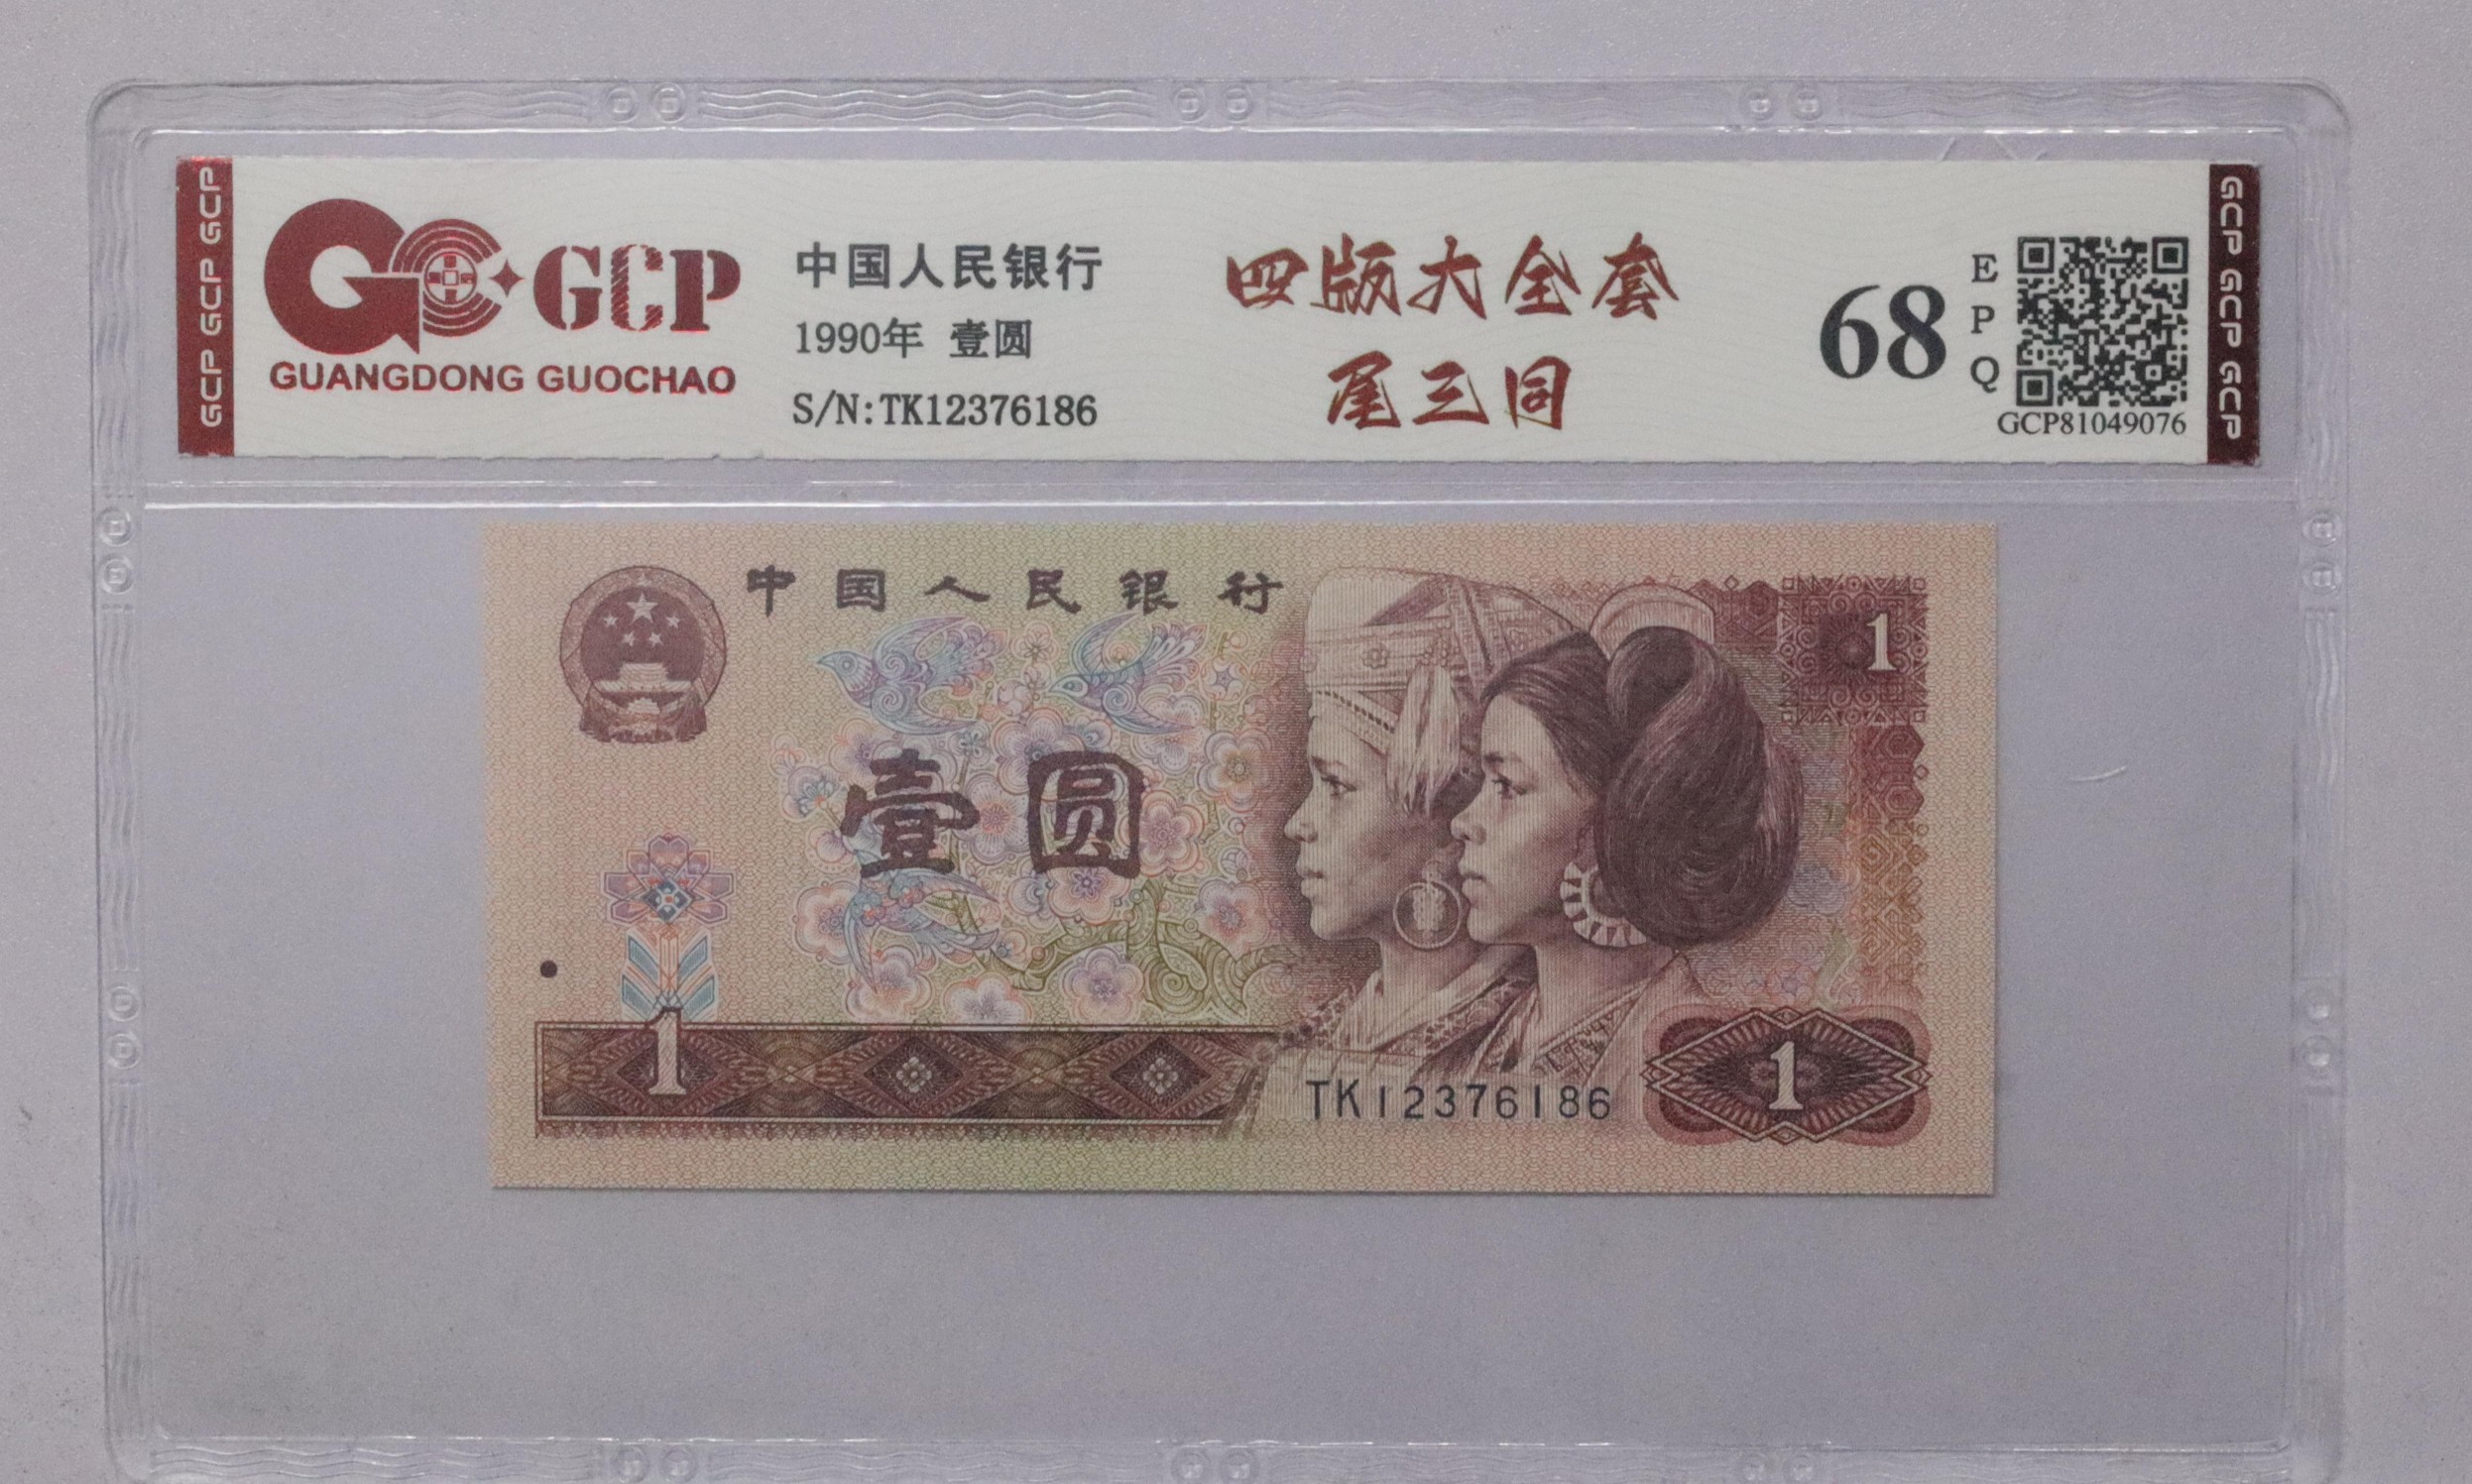 GCP GCP GCP
GCP
GUANGDONG GUOCHAO
中国人民银行
1990年 壹圆
S/N:TK12376186
四版大全套
尾三同
68
E
P
Q
GCP81049076
GCP GCP GCP
中国人民银行
1
壹圆
1
TK12376186
1